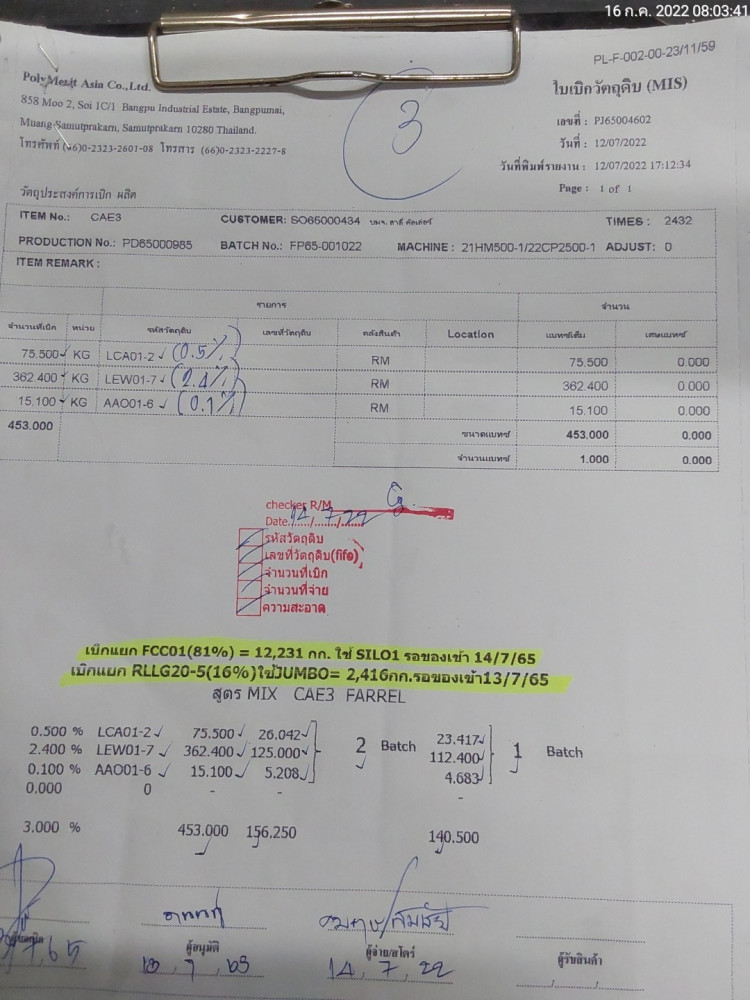 16 ก.ค. 2022 08:03:41
PL-F-002-00-23/11/59
PolyMerit Asia Co.,Ltd.
ใบเบิกวัตถุดิบ (MIS)
3
858 Moo 2, Soi 1C/1 Bangpu Industrial Estate, Bangpumai,
เลขที่ : PJ65004602
Muang-Samutprakarn, Samutprakarn 10280 Thailand.
วันที่ : 12/07/2022
โทรศัพท์ (66)0-2323-2601-08 โทรสาร (66)0-2323-2227-8
วันที่พิมพ์รายงาน : 12/07/2022 17:12:34
Page : 1 of 1
วัตถุประสงค์การเบิก ผลิต
ITEM No.: CAE3 CUSTOMER: SO65000434 TIMES : 2432
PRODUCTION No.: PD65000985 BATCH No.: FP65-001022 MACHINE : 21HM500-1/22CP2500-1 ADJUST: 0
ITEM REMARK :
รายการ จำนวน
จำนวนที่เบิก หน่วย รหัสวัตถุดิบ เลขที่วัตถุดิบ คลังสินค้า Location แบทช์เต็ม เศษแบทช์
75.500 KG LCA01-2 (0.5%) RM 75.500 0.000
362.400 KG LEW01-7 (2.4%) RM 362.400 0.000
15.100 KG AAO01-6 (0.1%) RM 15.100 0.000
453.000 ขนาดแบทช์ 453.000 0.000
จำนวนแบทช์ 1.000 0.000
checker R/M
Date 14/7/22
รหัสวัตถุดิบ
เลขที่วัตถุดิบ(fifo)
จำนวนที่เบิก
จำนวนที่จ่าย
ความสะอาด
เบิกแยก FCC01(81%) = 12,231 กก. ใช้ SILO1 รอของเข้า 14/7/65
เบิกแยก RLLG20-5(16%)ใช้JUMBO= 2,416กก.รอของเข้า13/7/65
สูตร MIX CAE3 FARREL
0.500 % LCA01-2 75.500 26.042 23.417
2.400 % LEW01-7 362.400 125.000 2 Batch 112.400 1 Batch
0.100 % AAO01-6 15.100 5.208 4.683
0.000 0 - - -
3.000 % 453.000 156.250 140.500
ผู้อนุมัติ ผู้จ่าย/สโตร์ ผู้รับสินค้า
14, 7, 22